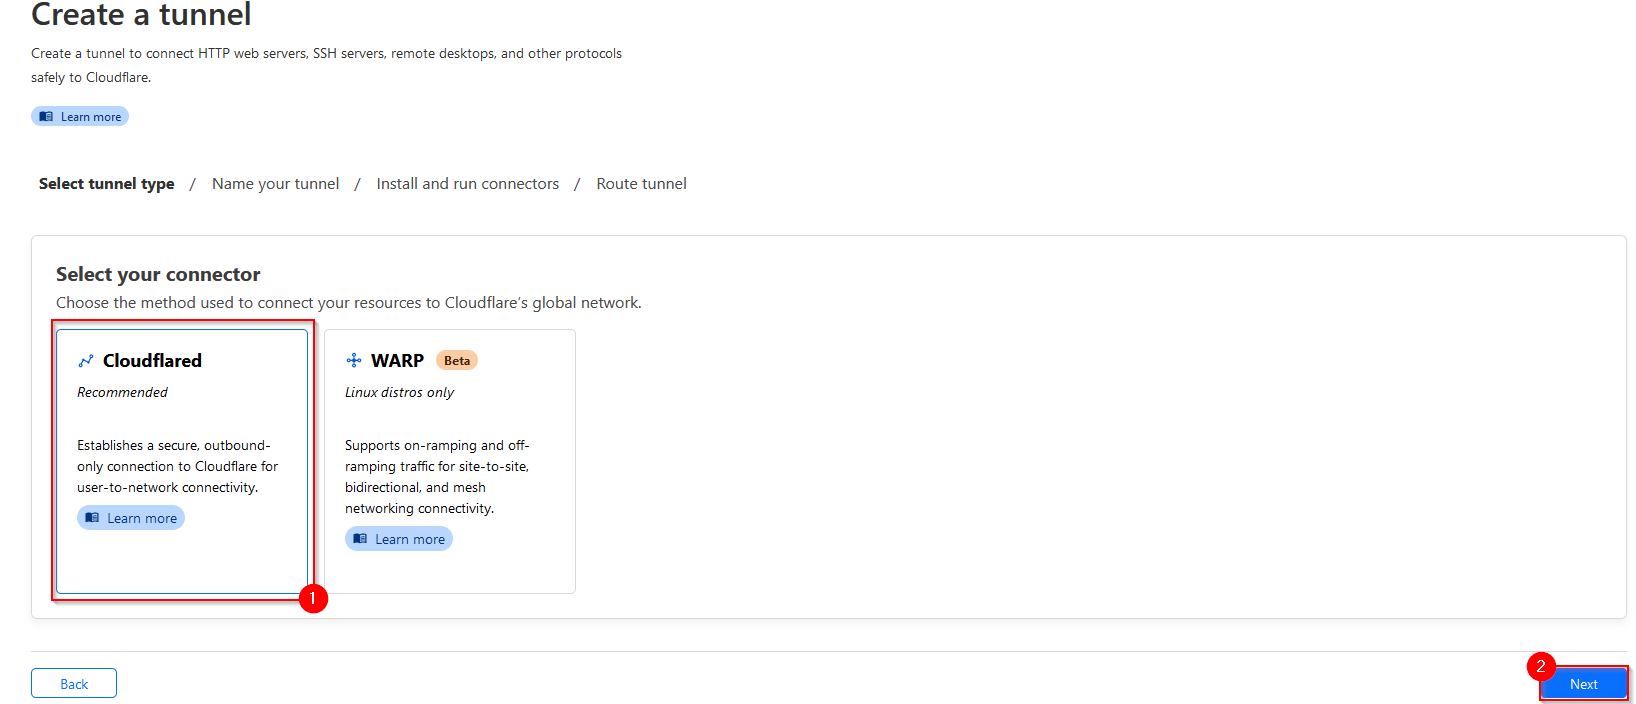 Create a tunnel
Create a tunnel to connect HTTP web servers, SSH servers, remote desktops, and other protocols
safely to Cloudflare.
Learn more
Select tunnel type / Name your tunnel / Install and run connectors / Route tunnel
Select your connector
Choose the method used to connect your resources to Cloudflare's global network.
Cloudflared
Recommended
Establishes a secure, outbound-
only connection to Cloudflare for
user-to-network connectivity.
Learn more
1
WARP Beta
Linux distros only
Supports on-ramping and off-
ramping traffic for site-to-site,
bidirectional, and mesh
networking connectivity.
Learn more
Back
2
Next